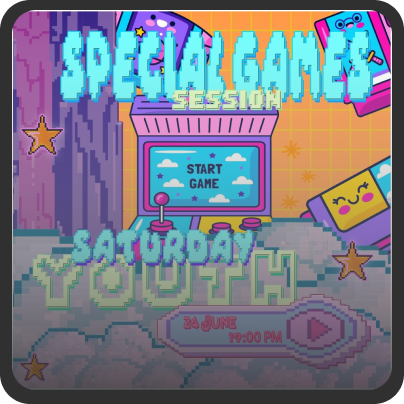 SPECIAL GAMES
SESSION
START
GAME
SATURDAY
YOUTH
24 JUNE
19:00 PM